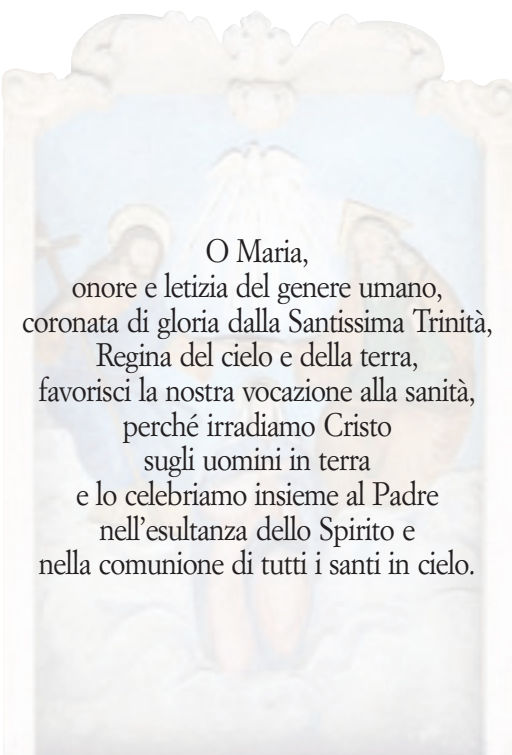 O Maria,
onore e letizia del genere umano,
coronata di gloria dalla Santissima Trinità,
Regina del cielo e della terra,
favorisci la nostra vocazione alla sanità,
perché irradiamo Cristo
sugli uomini in terra
e lo celebriamo insieme al Padre
nell’esultanza dello Spirito e
nella comunione di tutti i santi in cielo.